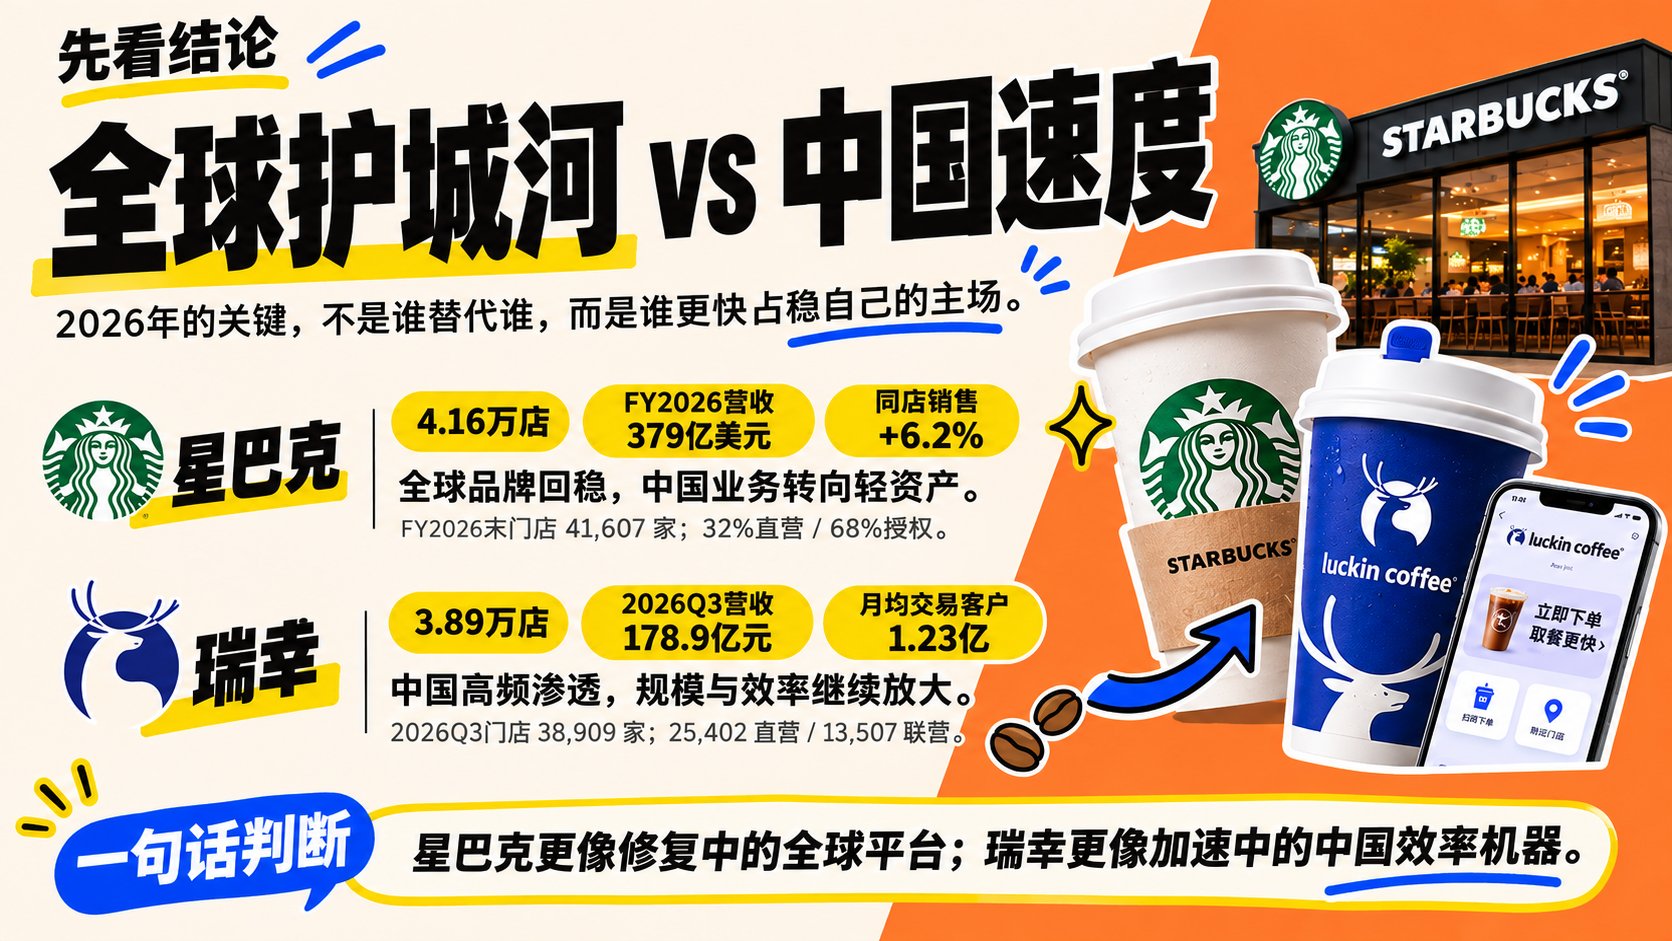 先看结论
全球护城河 VS 中国速度
2026年的关键，不是谁替代谁，而是谁更快占稳自己的主场。
STARBUCKS®
星巴克
4.16万店
FY2026营收
379亿美元
同店销售
+6.2%
全球品牌回稳，中国业务转向轻资产。
FY2026末门店 41,607 家；32%直营 / 68%授权。
瑞幸
3.89万店
2026Q3营收
178.9亿元
月均交易客户
1.23亿
中国高频渗透，规模与效率继续放大。
2026Q3门店 38,909 家；25,402 直营 / 13,507 联营。
STARBUCKS®
luckin coffee®
luckin coffee®
立即下单
取餐更快›
一句话判断
星巴克更像修复中的全球平台；瑞幸更像加速中的中国效率机器。